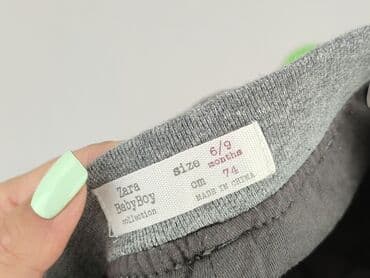 Zara
BabyBoy
collection
size 6/9
months
cm 74
MADE IN CHINA